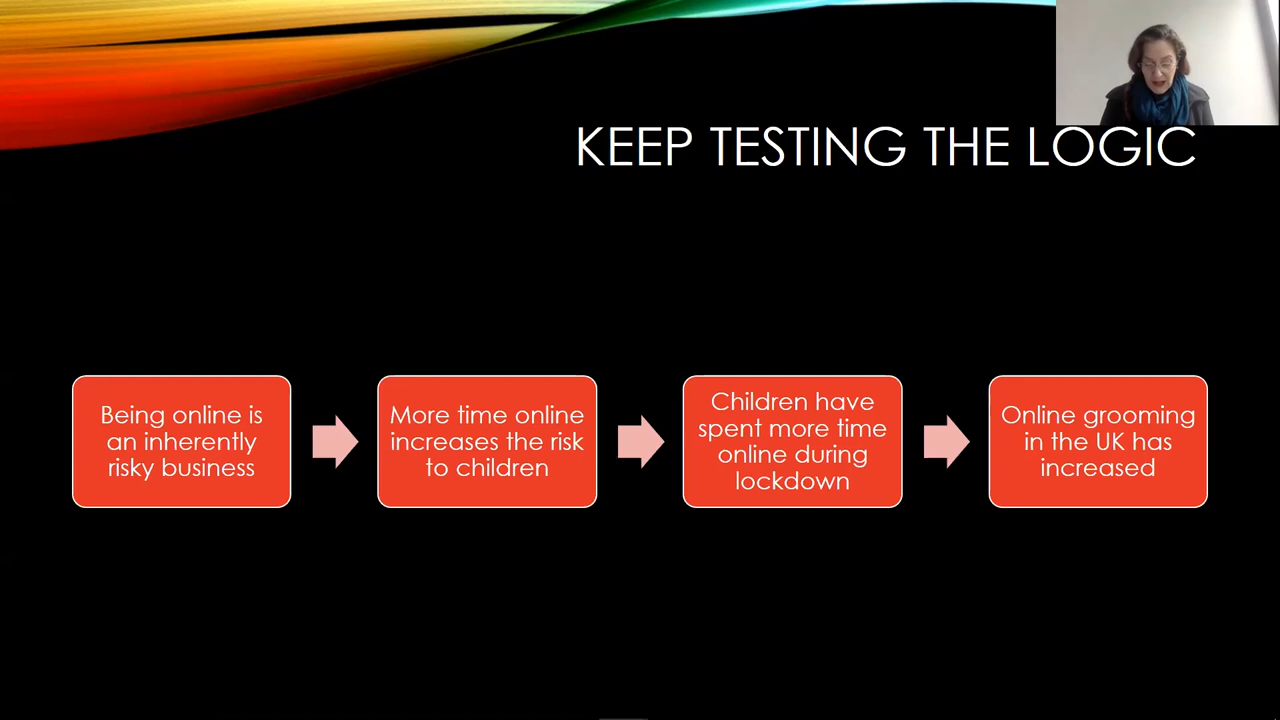 KEEP TESTING THE LOGIC
Being online is
an inherently
risky business
More time online
increases the risk
to children
Children have
spent more time
online during
lockdown
Online grooming
in the UK has
increased